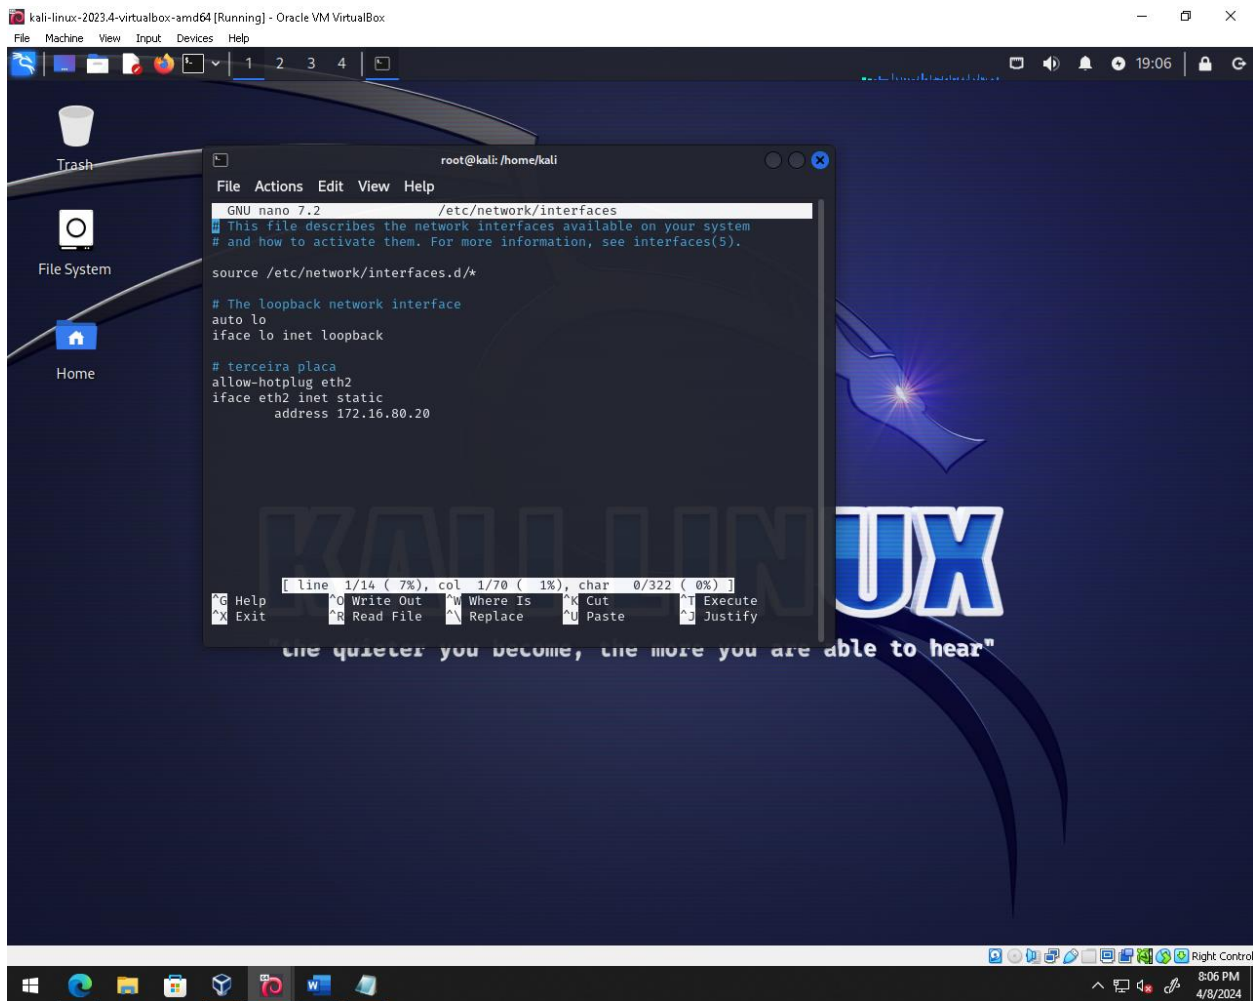 kali-linux-2023.4-virtualbox-amd64 [Running] - Oracle VM VirtualBox
File Machine View Input Devices Help
1 2 3 4
19:06
Trash
File System
Home
root@kali: /home/kali
File Actions Edit View Help
GNU nano 7.2 /etc/network/interfaces
# This file describes the network interfaces available on your system
# and how to activate them. For more information, see interfaces(5).
source /etc/network/interfaces.d/*
# The loopback network interface
auto lo
iface lo inet loopback
# terceira placa
allow-hotplug eth2
iface eth2 inet static
address 172.16.80.20
[ line 1/14 ( 7%), col 1/70 ( 1%), char 0/322 ( 0%) ]
^G Help ^O Write Out ^W Where Is ^K Cut ^T Execute
^X Exit ^R Read File ^\ Replace ^U Paste ^J Justify
KALI LINUX
"the quieter you become, the more you are able to hear"
Right Control
8:06 PM
4/8/2024